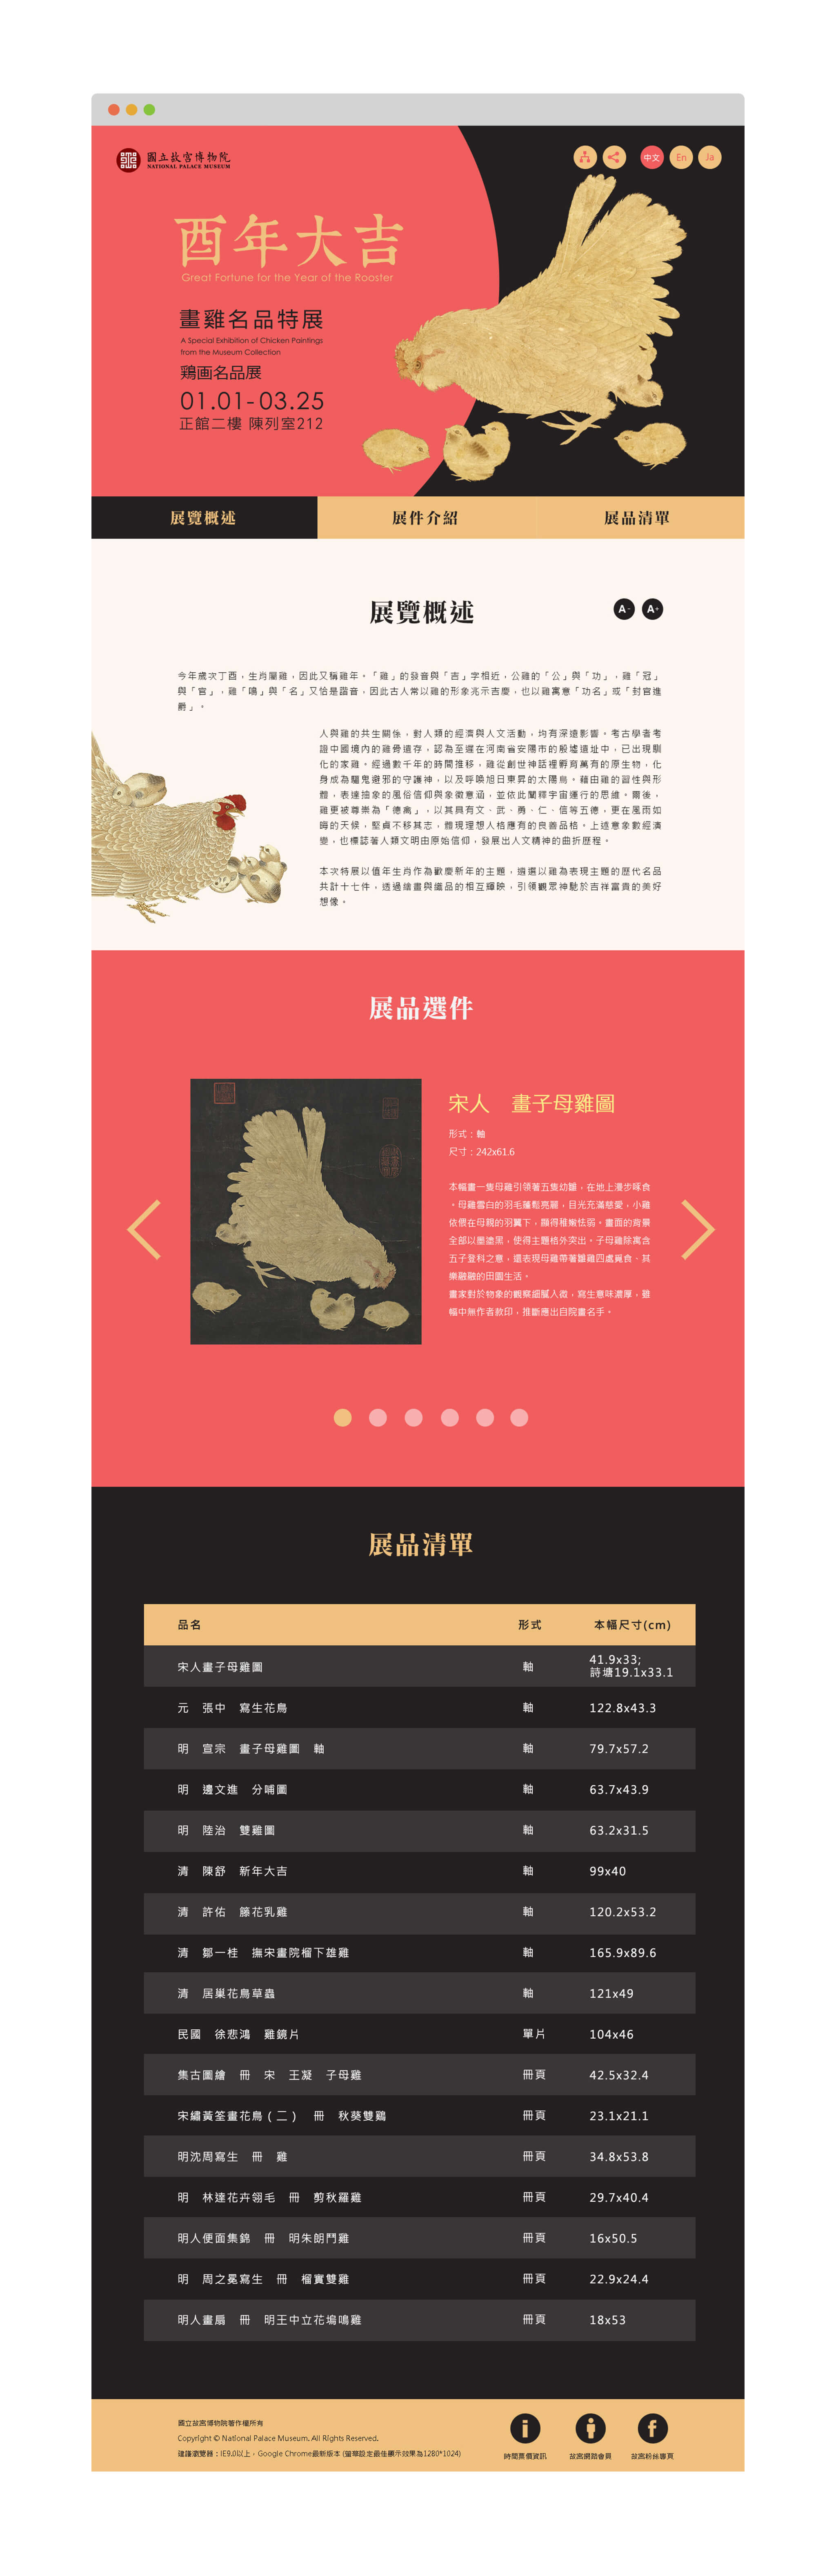 國立故宮博物院
NATIONAL PALACE MUSEUM
中文
En
Ja
酉年大吉
Great Fortune for the Year of the Rooster
畫雞名品特展
A Special Exhibition of Chicken Paintings
from the Museum Collection
鶏画名品展
01.01-03.25
正館二樓 陳列室212
展覽概述
展件介紹
展品清單
展覽概述
A-
A+
今年歲次丁酉，生肖屬雞，因此又稱雞年。「雞」的發音與「吉」字相近，公雞的「公」與「功」，雞「冠」
與「官」，雞「鳴」與「名」又恰是諧音，因此古人常以雞的形象兆示吉慶，也以雞寓意「功名」或「封官進
爵」。
人與雞的共生關係，對人類的經濟與人文活動，均有深遠影響。考古學者考
證中國境內的雞骨遺存，認為至遲在河南省安陽市的殷墟遺址中，已出現馴
化的家雞。經過數千年的時間推移，雞從創世神話裡孵育萬有的原生物，化
身成為驅鬼避邪的守護神，以及呼喚旭日東昇的太陽鳥。藉由雞的習性與形
體，表達抽象的風俗信仰與象徵意涵，並依此闡釋宇宙運行的思維。爾後，
雞更被尊崇為「德禽」，以其具有文、武、勇、仁、信等五德，更在風雨如
晦的天候，堅貞不移其志，體現理想人格應有的良善品格。上述意象數經演
變，也標誌著人類文明由原始信仰，發展出人文精神的曲折歷程。
本次特展以值年生肖作為歡慶新年的主題，遴選以雞為表現主題的歷代名品
共計十七件，透過繪畫與織品的相互輝映，引領觀眾神馳於吉祥富貴的美好
想像。
展品選件
宋人　畫子母雞圖
形式：軸
尺寸：242x61.6
本幅畫一隻母雞引領著五隻幼雛，在地上漫步啄食
。母雞雪白的羽毛蓬鬆亮麗，目光充滿慈愛，小雞
依偎在母親的羽翼下，顯得稚嫩怯弱。畫面的背景
全部以墨塗黑，使得主題格外突出。子母雞除寓含
五子登科之意，還表現母雞帶著雛雞四處覓食、其
樂融融的田園生活。
畫家對於物象的觀察細膩入微，寫生意味濃厚，雖
幅中無作者款印，推斷應出自院畫名手。
展品清單
品名 形式 本幅尺寸(cm)
宋人畫子母雞圖 軸 41.9x33;
詩塘19.1x33.1
元　張中　寫生花鳥 軸 122.8x43.3
明　宣宗　畫子母雞圖　軸 軸 79.7x57.2
明　邊文進　分哺圖 軸 63.7x43.9
明　陸治　雙雞圖 軸 63.2x31.5
清　陳舒　新年大吉 軸 99x40
清　許佑　籐花乳雞 軸 120.2x53.2
清　鄒一桂　撫宋畫院榴下雄雞 軸 165.9x89.6
清　居巢花鳥草蟲 軸 121x49
民國　徐悲鴻　雞鏡片 單片 104x46
集古圖繪　冊　宋　王凝　子母雞 冊頁 42.5x32.4
宋繡黃筌畫花鳥(二)　冊　秋葵雙鷄 冊頁 23.1x21.1
明沈周寫生　冊　雞 冊頁 34.8x53.8
明　林達花卉翎毛　冊　剪秋羅雞 冊頁 29.7x40.4
明人便面集錦　冊　明朱朗鬥雞 冊頁 16x50.5
明　周之冕寫生　冊　榴實雙雞 冊頁 22.9x24.4
明人畫扇　冊　明王中立花塢鳴雞 冊頁 18x53
國立故宮博物院著作權所有
Copyright © National Palace Museum. All Rights Reserved.
建議瀏覽器：IE9.0以上，Google Chrome最新版本 (螢幕設定最佳顯示效果為1280*1024)
時間票價資訊
故宮網路會員
故宮粉絲專頁